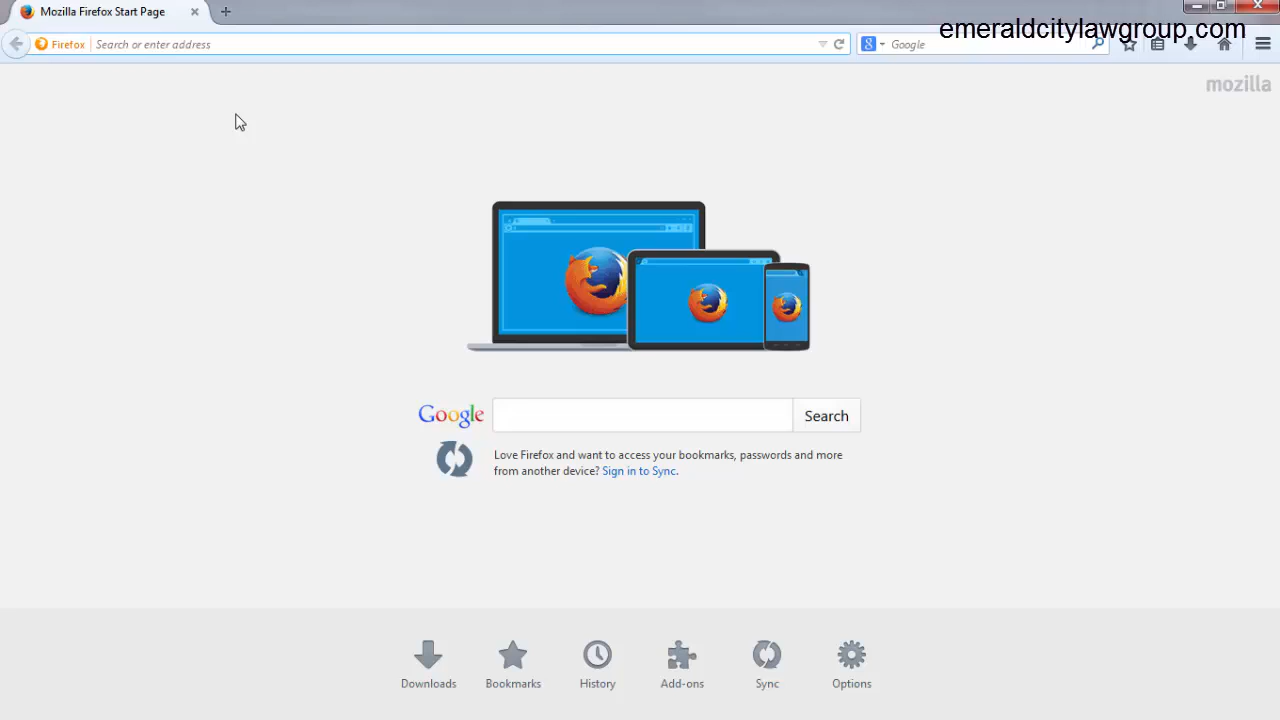 Mozilla Firefox Start Page
emeraldcitylawgroup.com
Firefox
Search or enter address
Google
mozilla
Google
Search
Love Firefox and want to access your bookmarks, passwords and more
from another device? Sign in to Sync.
Downloads
Bookmarks
History
Add-ons
Sync
Options